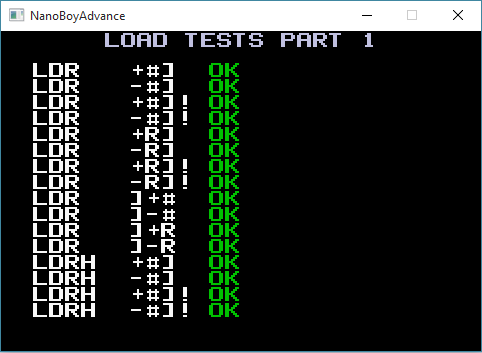 NanoBoyAdvance
LOAD TESTS PART 1
LDR +#] OK
LDR -#] OK
LDR +#]! OK
LDR -#]! OK
LDR +R] OK
LDR -R] OK
LDR +R]! OK
LDR -R]! OK
LDR ]+# OK
LDR ]-# OK
LDR ]+R OK
LDR ]-R OK
LDRH +#] OK
LDRH -#] OK
LDRH +#]! OK
LDRH -#]! OK